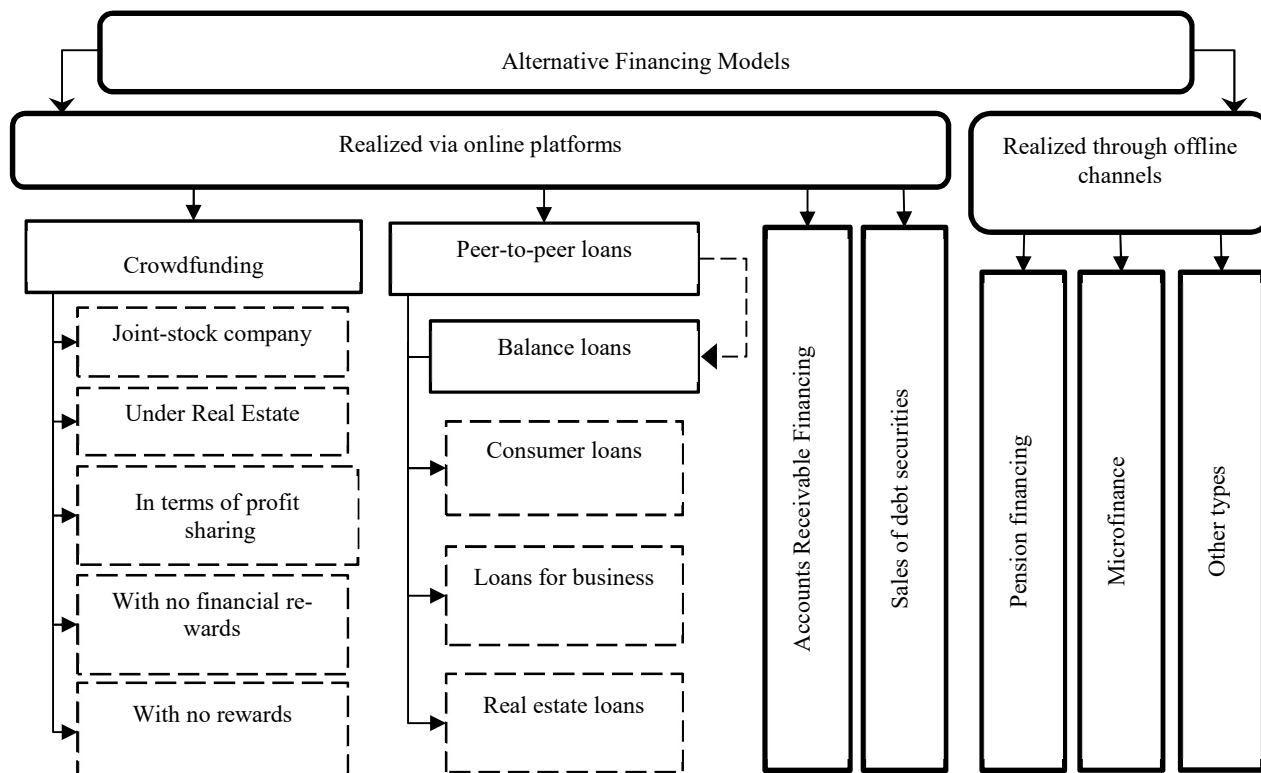 Alternative Financing Models
Realized via online platforms
Realized through offline
channels
Crowdfunding
Joint-stock company
Under Real Estate
In terms of profit
sharing
With no financial re-
wards
With no rewards
Peer-to-peer loans
Balance loans
Consumer loans
Loans for business
Real estate loans
Accounts Receivable Financing
Sales of debt securities
Pension financing
Microfinance
Other types